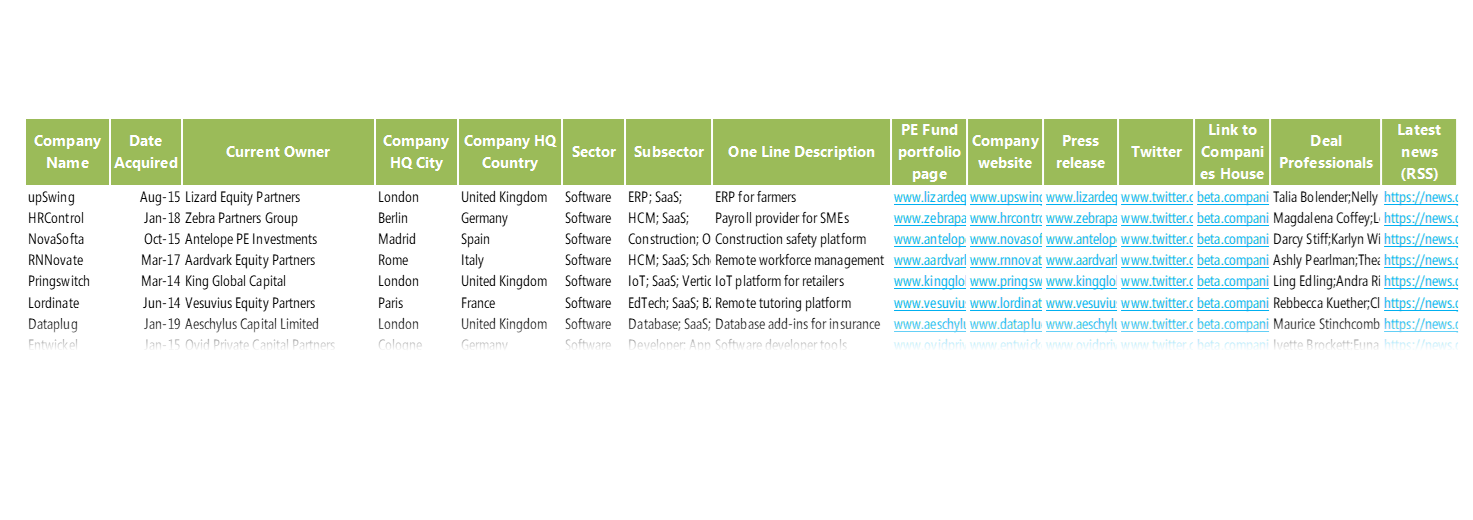 Company Name Date Acquired Current Owner Company HQ City Company HQ Country Sector Subsector One Line Description PE Fund portfolio page Company website Press release Twitter Link to Compani es House Deal Professionals Latest news (RSS)
upSwing Aug-15 Lizard Equity Partners London United Kingdom Software ERP; SaaS; ERP for farmers www.lizardeq www.upswing www.lizardeq www.twitter.c beta.compani Talia Bolender;Nelly https://news.g
HRControl Jan-18 Zebra Partners Group Berlin Germany Software HCM; SaaS; Payroll provider for SMEs www.zebrapa www.hrcontr www.zebrapa www.twitter.c beta.compani Magdalena Coffey;L https://news.g
NovaSofta Oct-15 Antelope PE Investments Madrid Spain Software Construction; O Construction safety platform www.antelop www.novasof www.antelop www.twitter.c beta.compani Darcy Stiff;Karlyn Wi https://news.g
RNNovate Mar-17 Aardvark Equity Partners Rome Italy Software HCM; SaaS; Sch Remote workforce management www.aardvar www.rnnovat www.aardvar www.twitter.c beta.compani Ashly Pearlman;Thea https://news.g
Pringswitch Mar-14 King Global Capital London United Kingdom Software IoT; SaaS; Vertic IoT platform for retailers www.kingglo www.pringsw www.kingglo www.twitter.c beta.compani Ling Edling;Andra Ri https://news.g
Lordinate Jun-14 Vesuvius Equity Partners Paris France Software EdTech; SaaS; B2 Remote tutoring platform www.vesuviu www.lordinat www.vesuviu www.twitter.c beta.compani Rebbecca Kuether;Cl https://news.g
Dataplug Jan-19 Aeschylus Capital Limited London United Kingdom Software Database; SaaS; Database add-ins for insurance www.aeschyl www.dataplu www.aeschyl www.twitter.c beta.compani Maurice Stinchcomb https://news.g
Entwickel Jan-15 Ovid Private Capital Partners Cologne Germany Software Developer; App Software developer tools www.ovidpriv www.entwick www.ovidpriv www.twitter.c beta.compani Ivette Brockett;Euna https://news.g